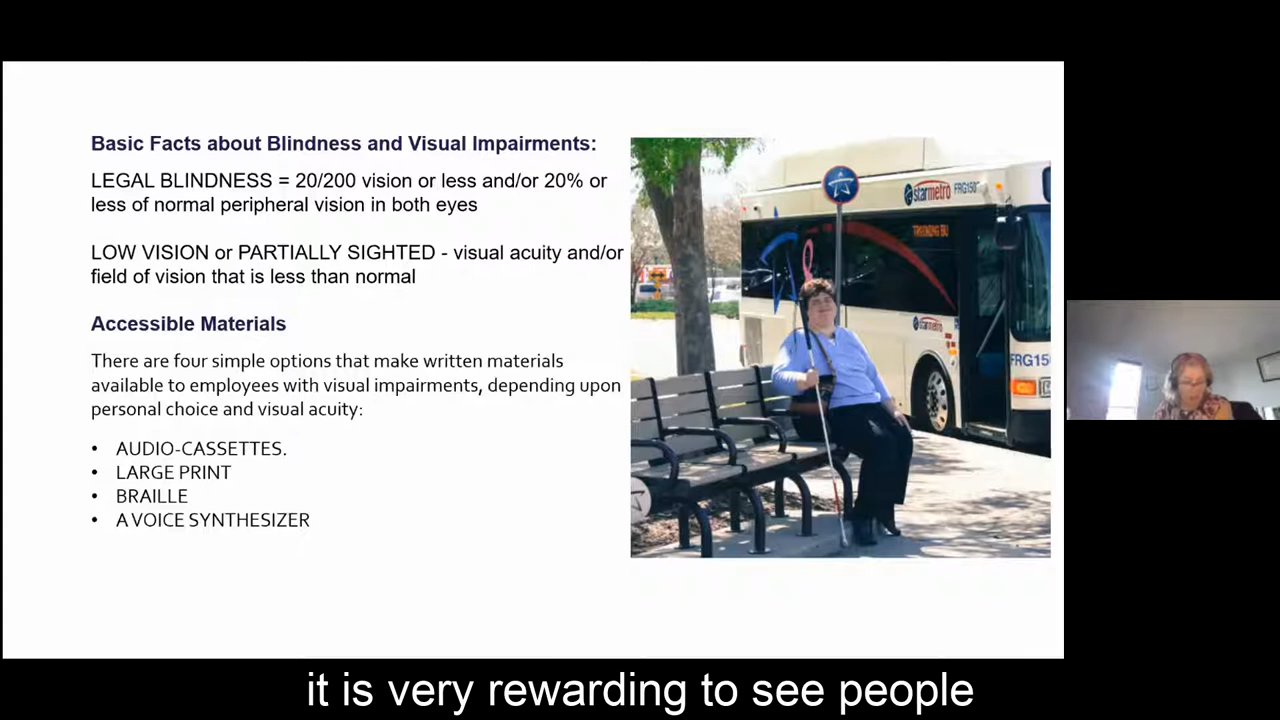 Basic Facts about Blindness and Visual Impairments:
LEGAL BLINDNESS = 20/200 vision or less and/or 20% or
less of normal peripheral vision in both eyes
LOW VISION or PARTIALLY SIGHTED - visual acuity and/or
field of vision that is less than normal
Accessible Materials
There are four simple options that make written materials
available to employees with visual impairments, depending upon
personal choice and visual acuity:
• AUDIO-CASSETTES.
• LARGE PRINT
• BRAILLE
• A VOICE SYNTHESIZER
starmetro FRG150
TRAINING BU
starmetro
FRG15
it is very rewarding to see people